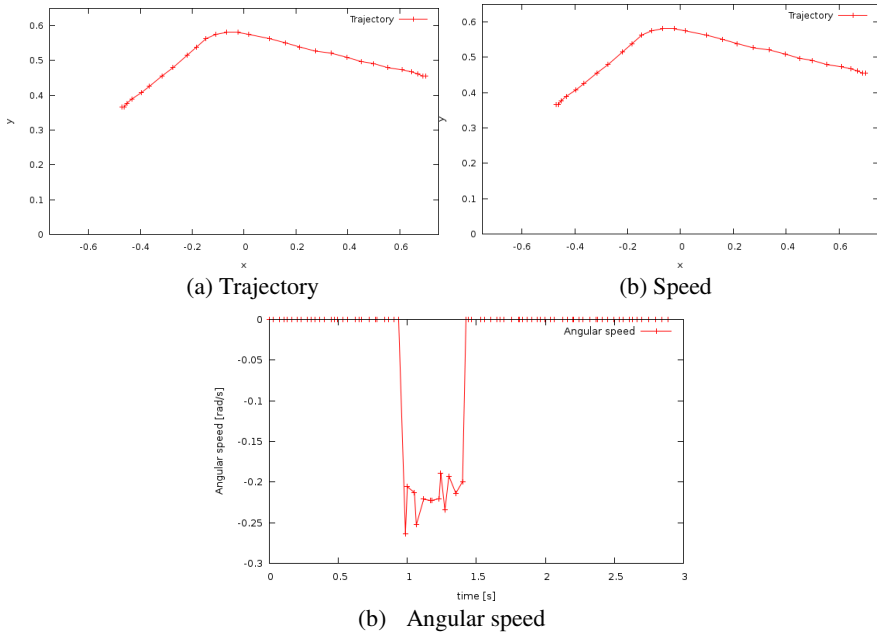 Trajectory
0.6
0.5
0.4
0.3
0.2
0.1
0
y
-0.6 -0.4 -0.2 0 0.2 0.4 0.6
x
(a) Trajectory
Trajectory
0.6
0.5
0.4
0.3
0.2
0.1
0
y
-0.6 -0.4 -0.2 0 0.2 0.4 0.6
x
(b) Speed
Angular speed
0
-0.05
-0.1
-0.15
-0.2
-0.25
-0.3
Angular speed [rad/s]
0 0.5 1 1.5 2 2.5 3
time [s]
(b) Angular speed